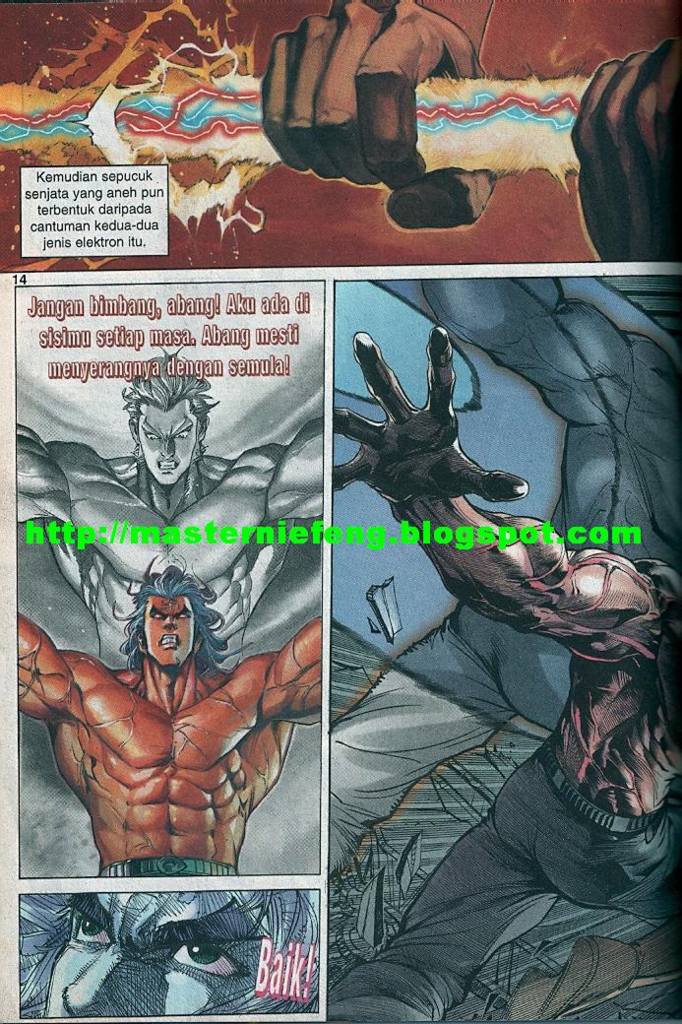 Kemudian sepucuk
senjata yang aneh pun
terbentuk daripada
cantuman kedua-dua
jenis elektron itu.
14
Jangan bimbang, abang! Aku ada di
sisimu setiap masa. Abang mesti
menyerangnya dengan semula!
http://masterniefeng.blogspot.com
Baik!